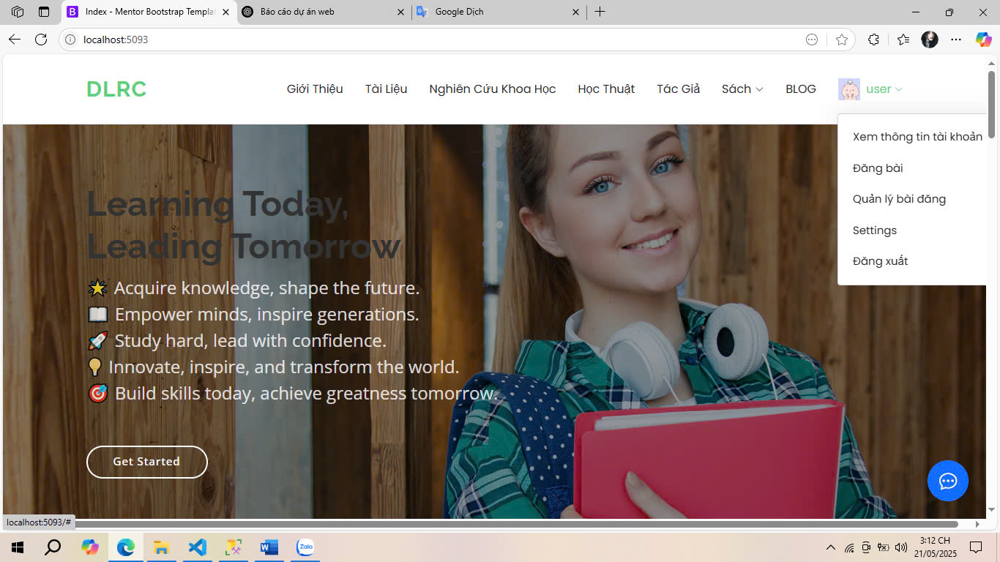 Index - Mentor Bootstrap Templat
Báo cáo dự án web
Google Dịch
localhost:5093
DLRC
Giới Thiệu
Tài Liệu
Nghiên Cứu Khoa Học
Học Thuật
Tác Giả
Sách
BLOG
user
Xem thông tin tài khoản
Đăng bài
Quản lý bài đăng
Settings
Đăng xuất
Learning Today,
Leading Tomorrow
🌟 Acquire knowledge, shape the future.
📖 Empower minds, inspire generations.
🚀 Study hard, lead with confidence.
💡 Innovate, inspire, and transform the world.
🎯 Build skills today, achieve greatness tomorrow.
Get Started
localhost:5093/#
Zalo
3:12 CH
21/05/2025